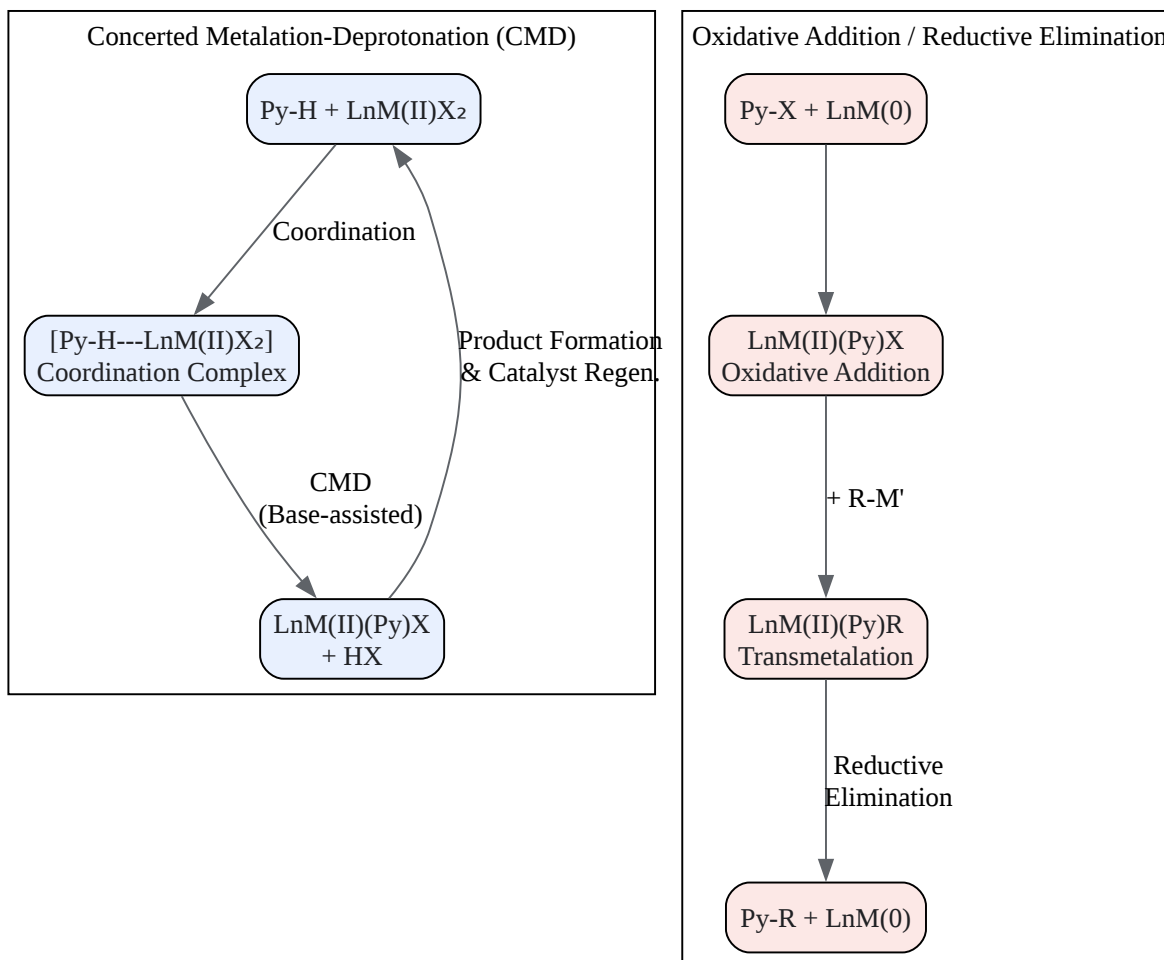 Concerted Metalation-Deprotonation (CMD)
Py-H + LnM(II)X₂
Coordination
[Py-H---LnM(II)X₂]
Coordination Complex
Product Formation
& Catalyst Regen.
CMD
(Base-assisted)
LnM(II)(Py)X
+ HX
Oxidative Addition / Reductive Elimination
Py-X + LnM(0)
LnM(II)(Py)X
Oxidative Addition
+ R-M'
LnM(II)(Py)R
Transmetalation
Reductive
Elimination
Py-R + LnM(0)